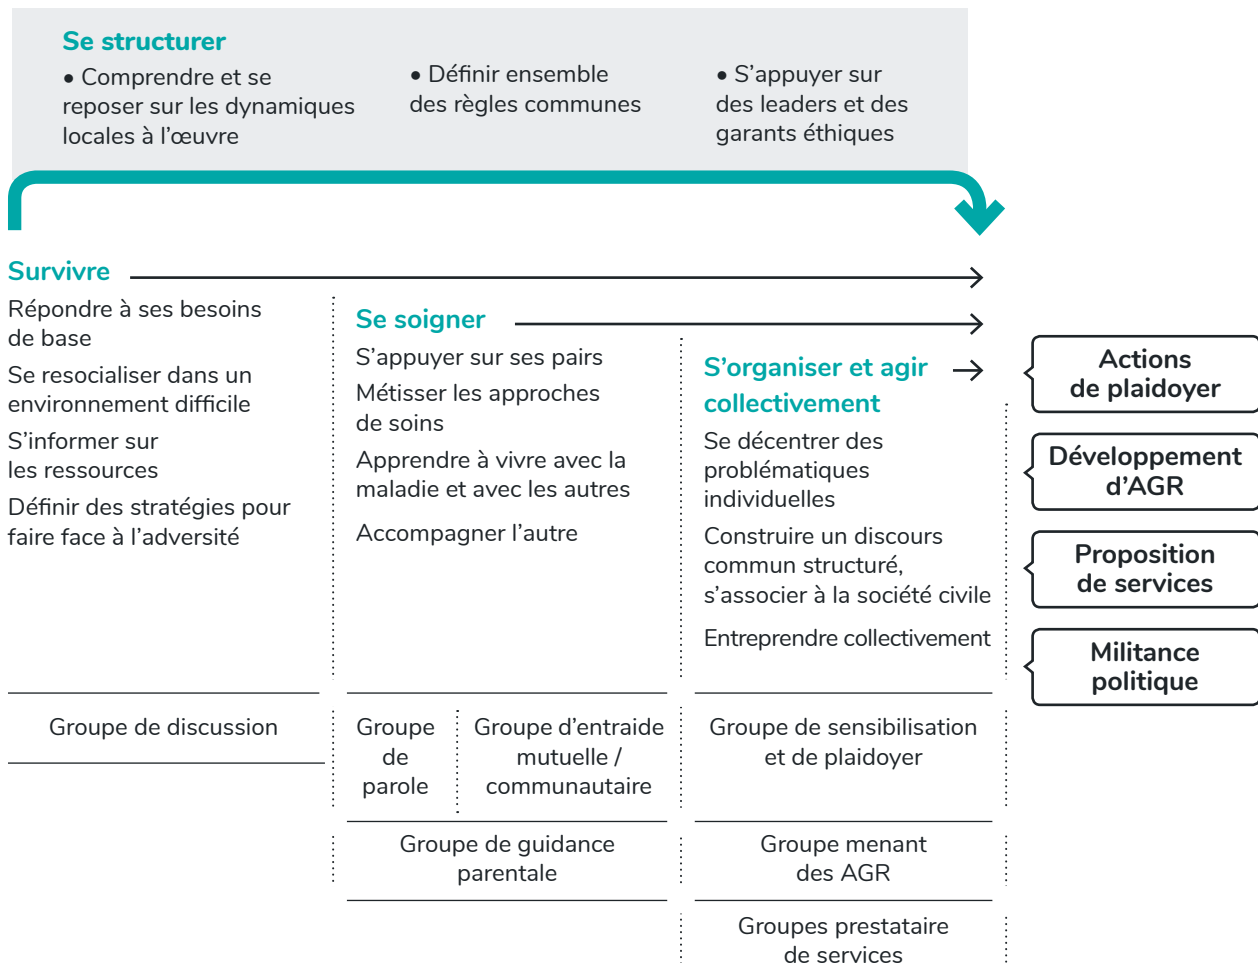 Se structurer
• Comprendre et se
reposer sur les dynamiques
locales à l’œuvre
• Définir ensemble
des règles communes
• S’appuyer sur
des leaders et des
garants éthiques
Survivre
Répondre à ses besoins
de base
Se resocialiser dans un
environnement difficile
S’informer sur
les ressources
Définir des stratégies pour
faire face à l’adversité
Se soigner
S’appuyer sur ses pairs
Métisser les approches
de soins
Apprendre à vivre avec la
maladie et avec les autres
Accompagner l’autre
S’organiser et agir
collectivement
Se décentrer des
problématiques
individuelles
Construire un discours
commun structuré,
s’associer à la société civile
Entreprendre collectivement
Actions
de plaidoyer
Développement
d’AGR
Proposition
de services
Militance
politique
Groupe de discussion
Groupe
de
parole
Groupe d’entraide
mutuelle /
communautaire
Groupe de sensibilisation
et de plaidoyer
Groupe de guidance
parentale
Groupe menant
des AGR
Groupes prestataire
de services